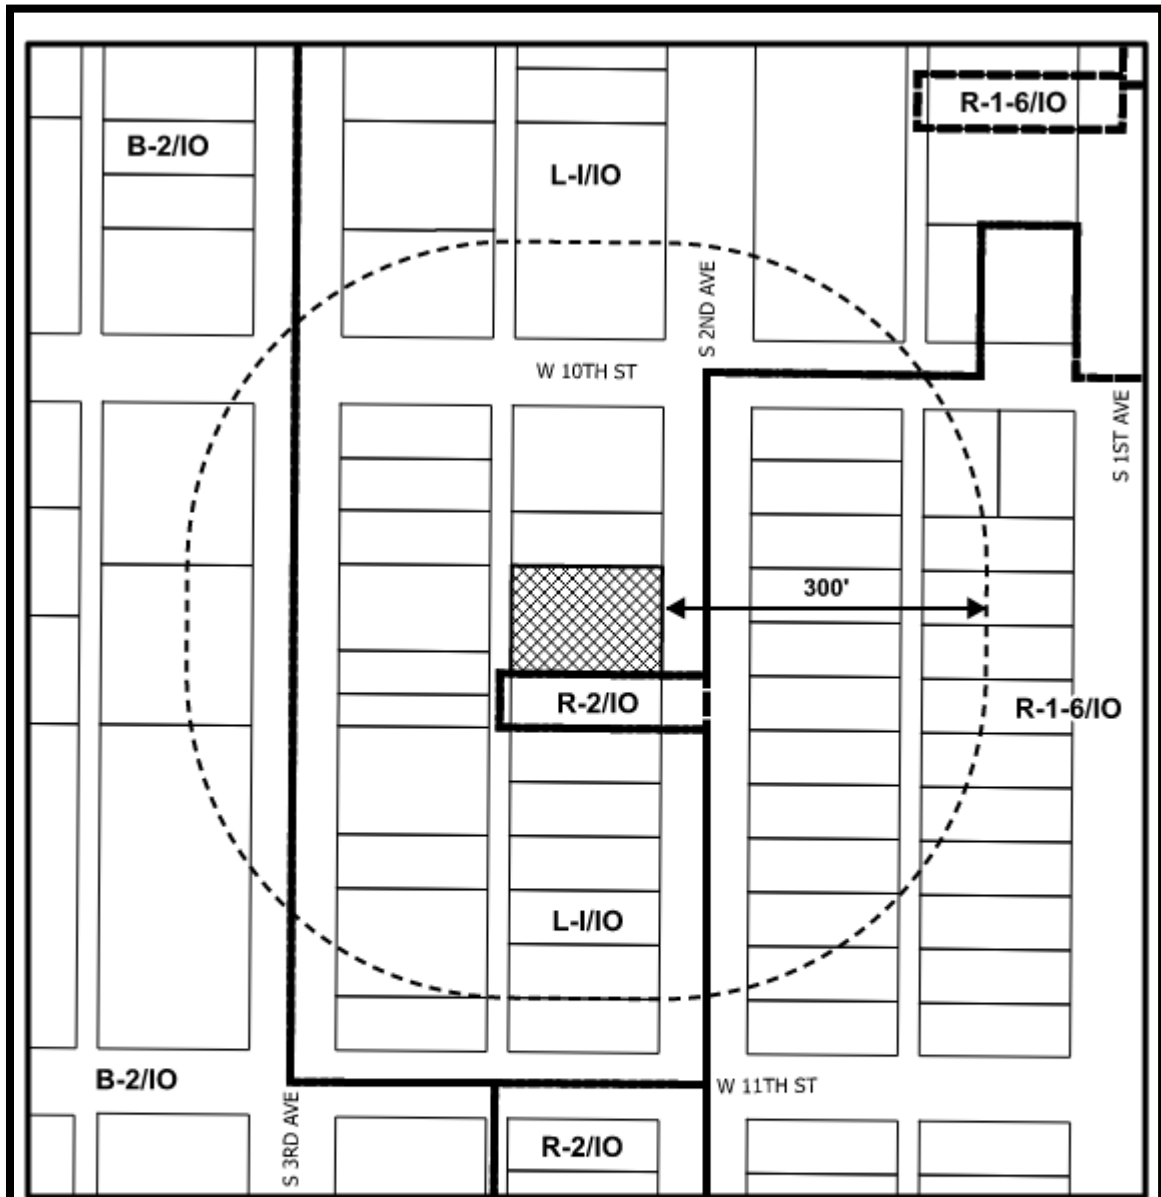 R-1-6/IO
B-2/IO
L-I/IO
S 2ND AVE
W 10TH ST
S 1ST AVE
300'
R-2/IO
R-1-6/IO
L-I/IO
B-2/IO
W 11TH ST
S 3RD AVE
R-2/IO